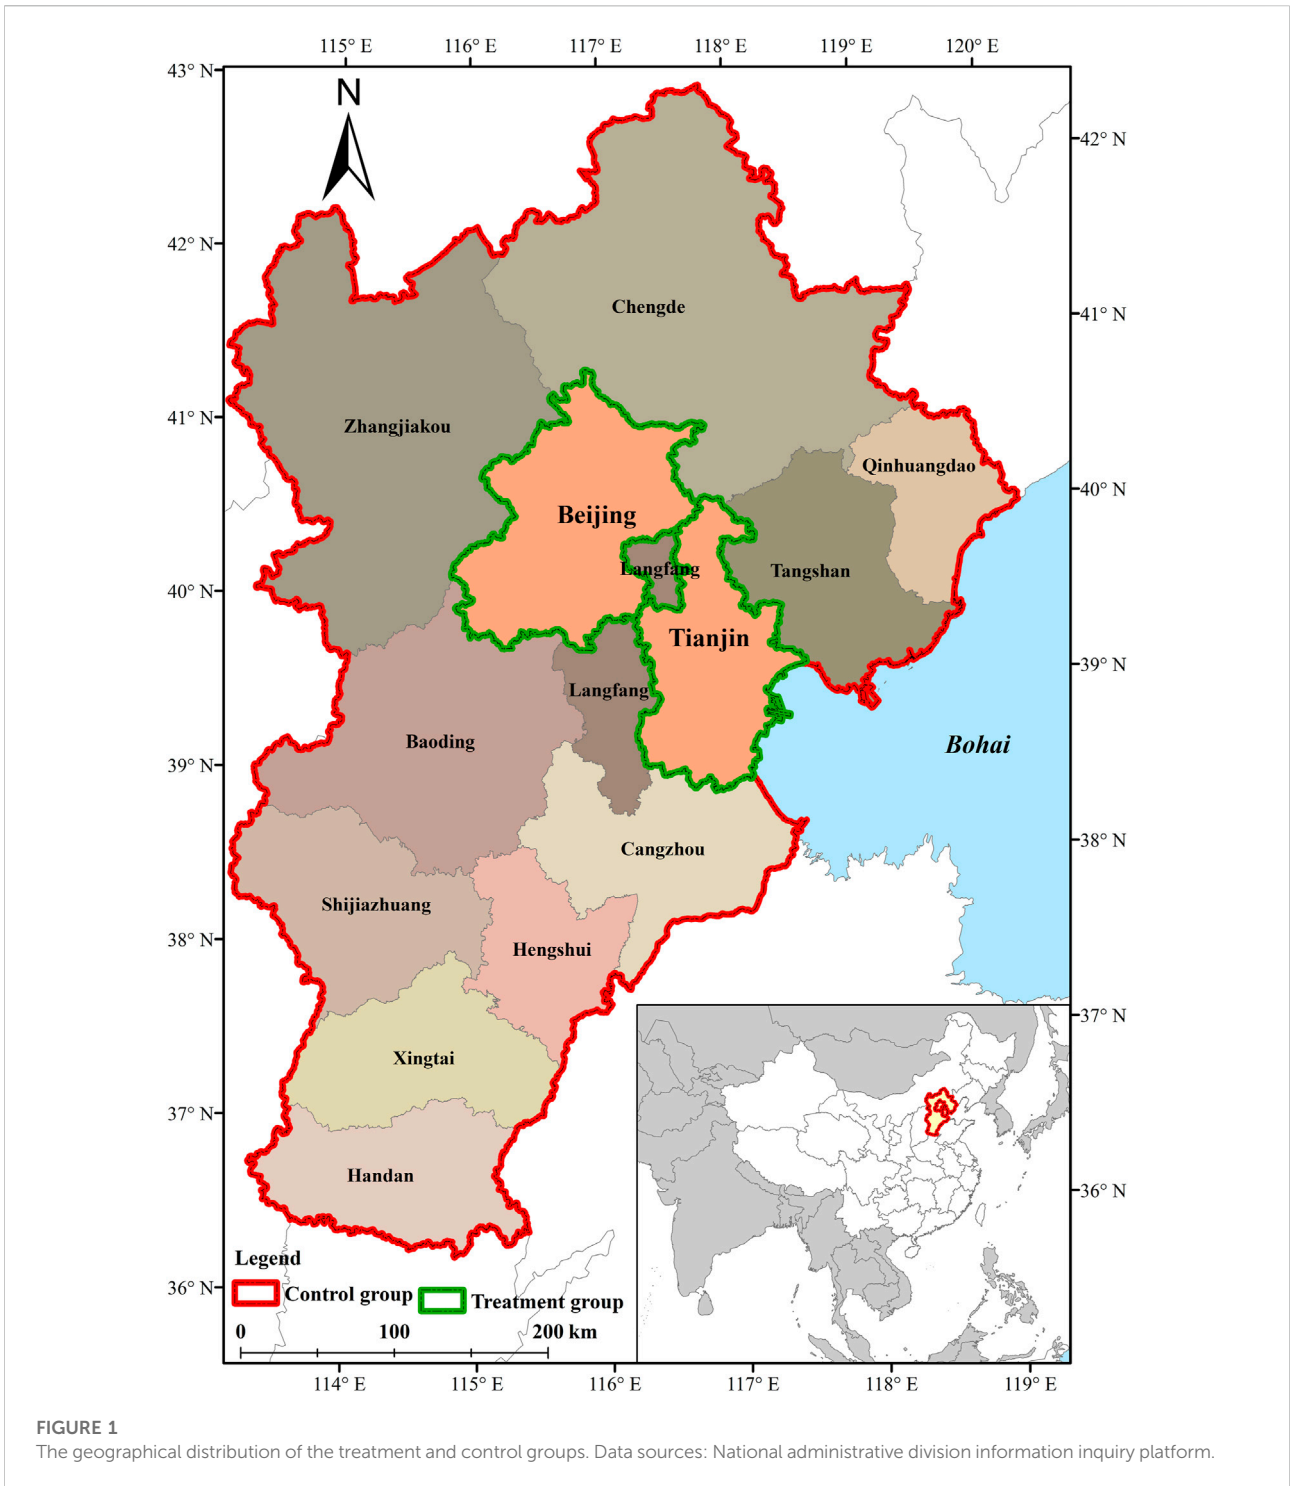 115° E 116° E 117° E 118° E 119° E 120° E
43° N
N
42° N
42° N
Chengde
41° N
41° N
Zhangjiakou
Qinhuangdao
40° N
Beijing
Langfang
Tangshan
40° N
Tianjin
39° N
Langfang
Baoding
Bohai
39° N
38° N
Cangzhou
Shijiazhuang
38° N
Hengshui
37° N
Xingtai
37° N
Handan
36° N
Legend
36° N
Control group Treatment group
0 100 200 km
114° E 115° E 116° E 117° E 118° E 119° E
FIGURE 1
The geographical distribution of the treatment and control groups. Data sources: National administrative division information inquiry platform.